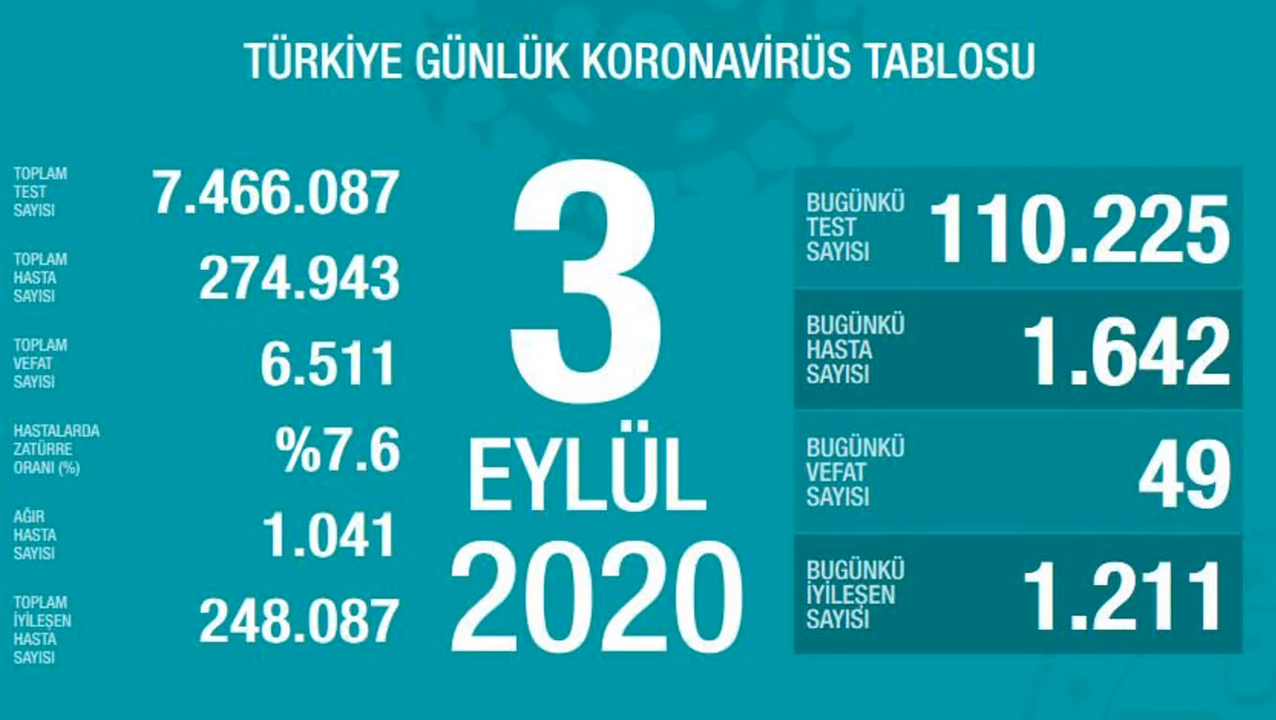 TÜRKİYE GÜNLÜK KORONAVİRÜS TABLOSU
TOPLAM
TEST
SAYISI
7.466.087
TOPLAM
HASTA
SAYISI
274.943
TOPLAM
VEFAT
SAYISI
6.511
HASTALARDA
ZATÜRRE
ORANI (%)
%7.6
AĞIR
HASTA
SAYISI
1.041
TOPLAM
İYİLEŞEN
HASTA
SAYISI
248.087
3
EYLÜL
2020
BUGÜNKÜ
TEST
SAYISI
110.225
BUGÜNKÜ
HASTA
SAYISI
1.642
BUGÜNKÜ
VEFAT
SAYISI
49
BUGÜNKÜ
İYİLEŞEN
SAYISI
1.211